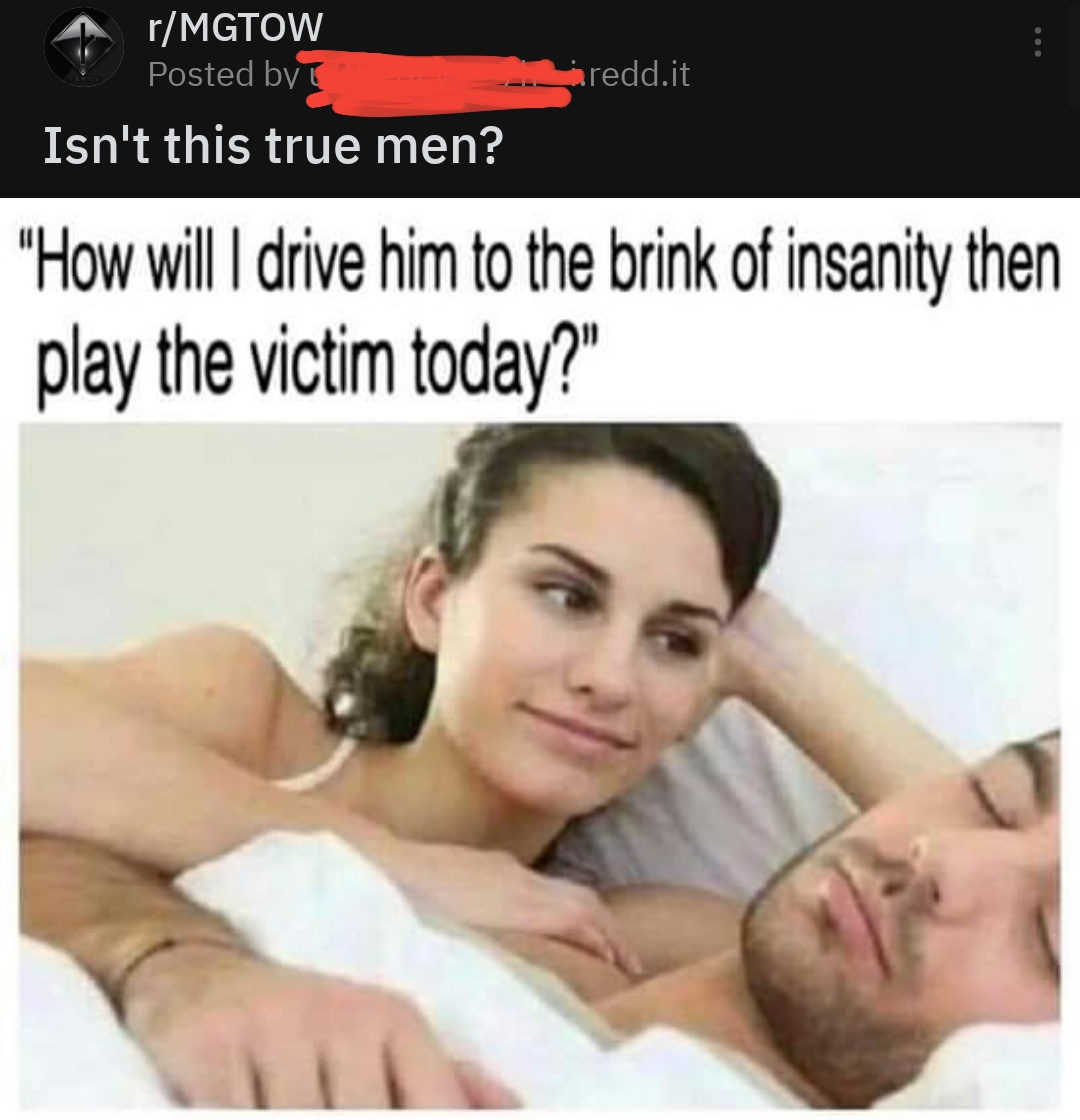 r/MGTOW
Posted by i.redd.it
Isn't this true men?
"How will I drive him to the brink of insanity then
play the victim today?"